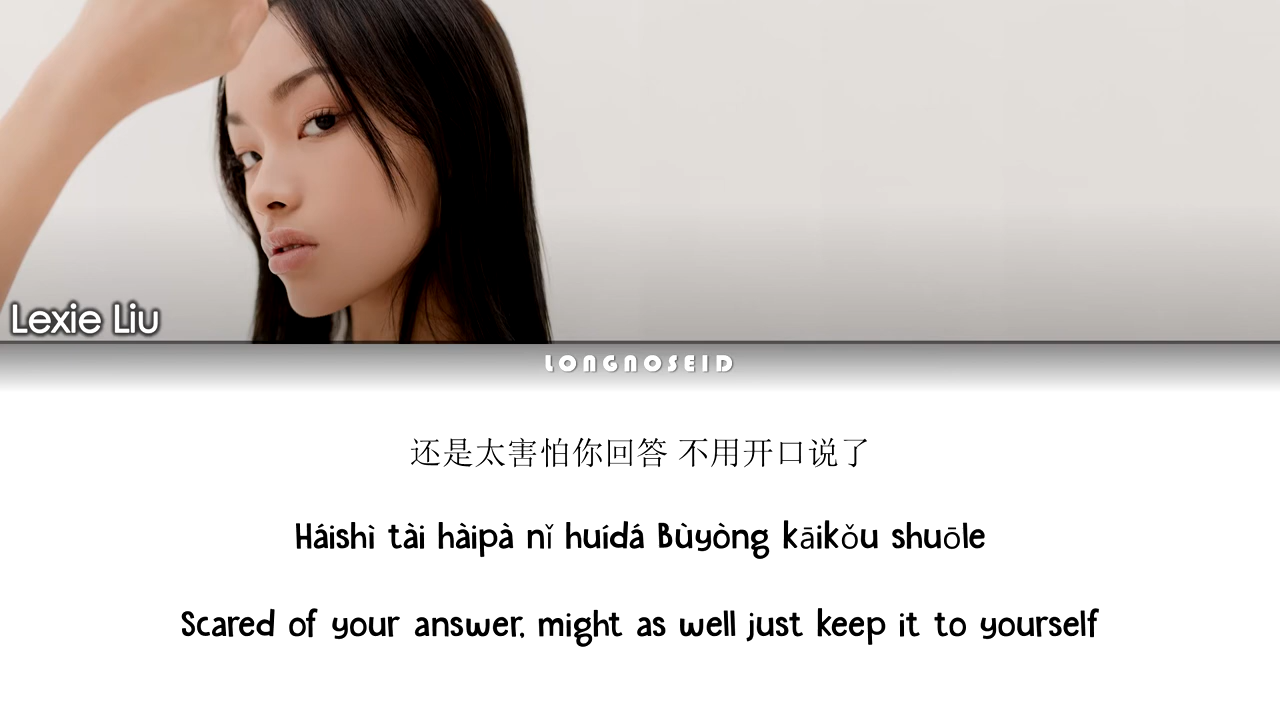 Lexie Liu
LONGNOSEID
还是太害怕你回答 不用开口说了
Háishì tài hàipà nǐ huídá Bùyòng kāikǒu shuōle
Scared of your answer, might as well just keep it to yourself